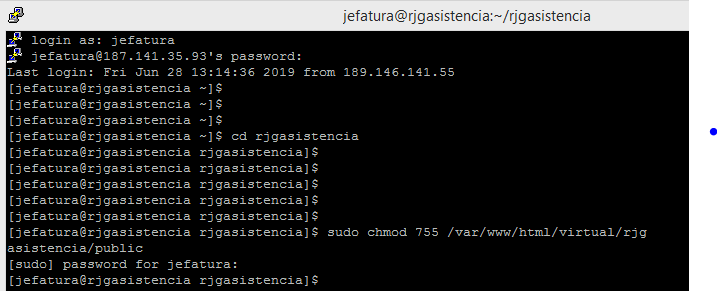 jefatura@rjgasistencia:~/rjgasistencia
login as: jefatura
jefatura@187.141.35.93's password:
Last login: Fri Jun 28 13:14:36 2019 from 189.146.141.55
[jefatura@rjgasistencia ~]$
[jefatura@rjgasistencia ~]$
[jefatura@rjgasistencia ~]$
[jefatura@rjgasistencia ~]$ cd rjgasistencia
[jefatura@rjgasistencia rjgasistencia]$
[jefatura@rjgasistencia rjgasistencia]$
[jefatura@rjgasistencia rjgasistencia]$
[jefatura@rjgasistencia rjgasistencia]$
[jefatura@rjgasistencia rjgasistencia]$
[jefatura@rjgasistencia rjgasistencia]$ sudo chmod 755 /var/www/html/virtual/rjg
asistencia/public
[sudo] password for jefatura:
[jefatura@rjgasistencia rjgasistencia]$